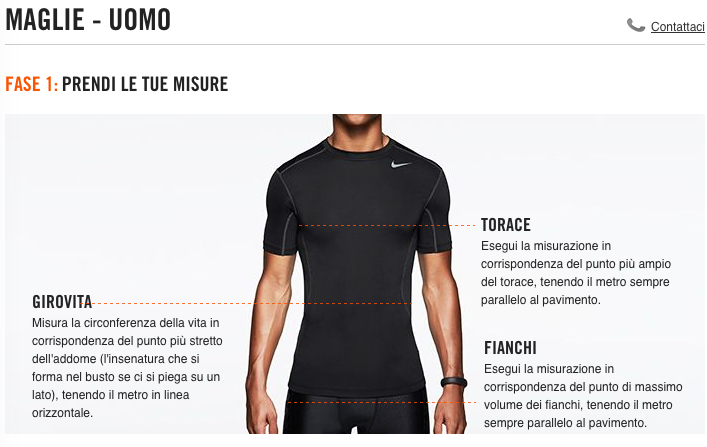 MAGLIE - UOMO
Contattaci
FASE 1: PRENDI LE TUE MISURE
TORACE
Esegui la misurazione in
corrispondenza del punto più ampio
del torace, tenendo il metro sempre
parallelo al pavimento.
GIROVITA
Misura la circonferenza della vita in
corrispondenza del punto più stretto
dell'addome (l'insenatura che si
forma nel busto se ci si piega su un
lato), tenendo il metro in linea
orizzontale.
FIANCHI
Esegui la misurazione in
corrispondenza del punto di massimo
volume dei fianchi, tenendo il metro
sempre parallelo al pavimento.